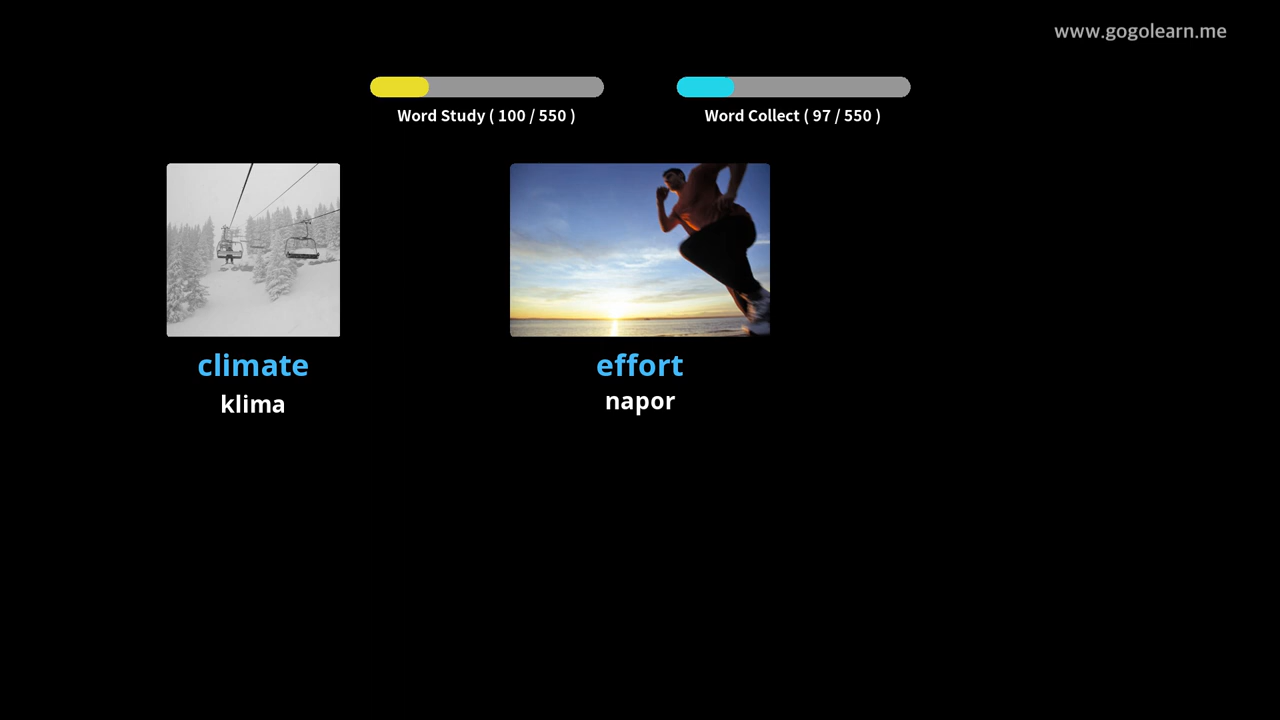 www.gogolearn.me
Word Study ( 100 / 550 )
Word Collect ( 97 / 550 )
climate
klima
effort
napor